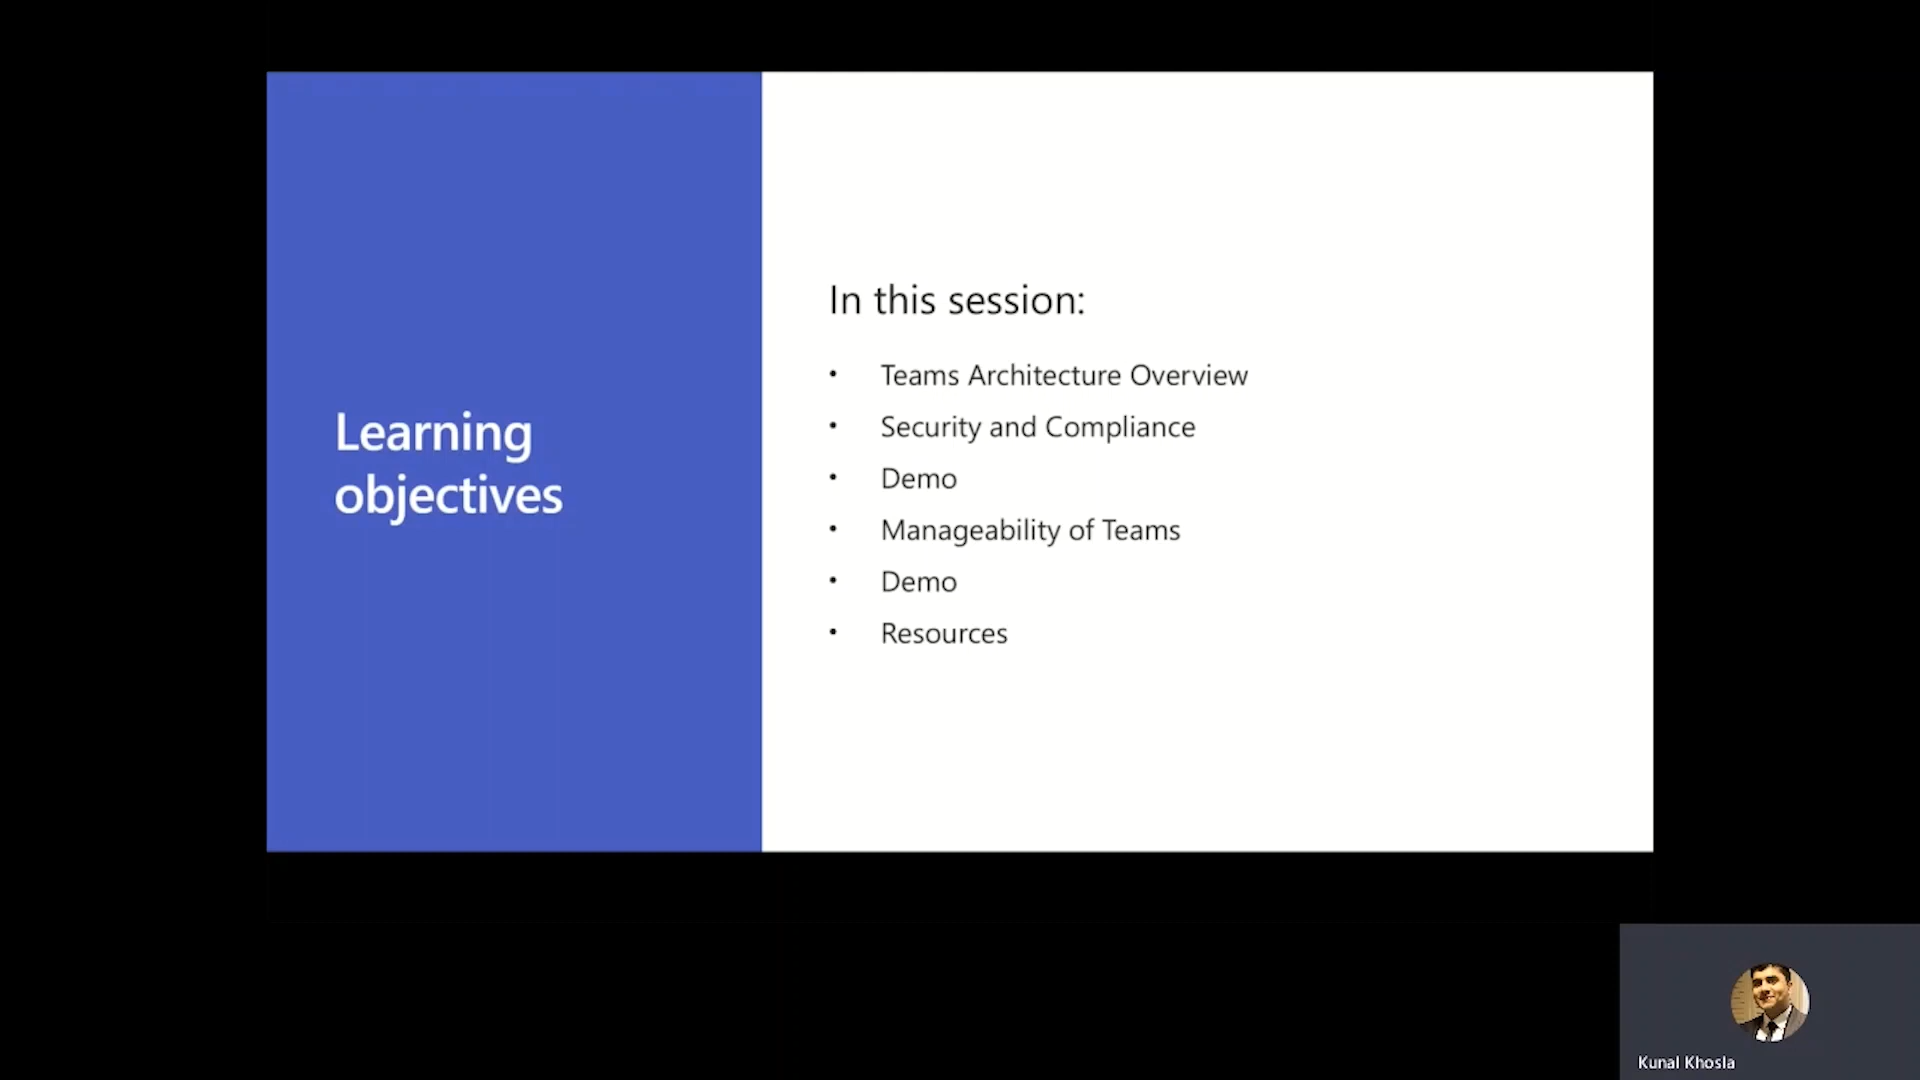 Learning
objectives
In this session:
• Teams Architecture Overview
• Security and Compliance
• Demo
• Manageability of Teams
• Demo
• Resources
Kunal Khosla